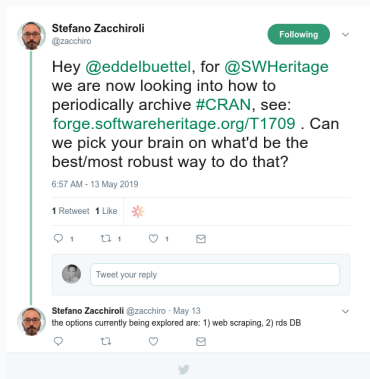 Stefano Zacchiroli
@zacchiro
Following
Hey @eddelbuettel, for @SWHeritage
we are now looking into how to
periodically archive #CRAN, see:
forge.softwareheritage.org/T1709 . Can
we pick your brain on what'd be the
best/most robust way to do that?
6:57 AM - 13 May 2019
1 Retweet 1 Like
1 1 1
Tweet your reply
Stefano Zacchiroli @zacchiro · May 13
the options currently being explored are: 1) web scraping, 2) rds DB